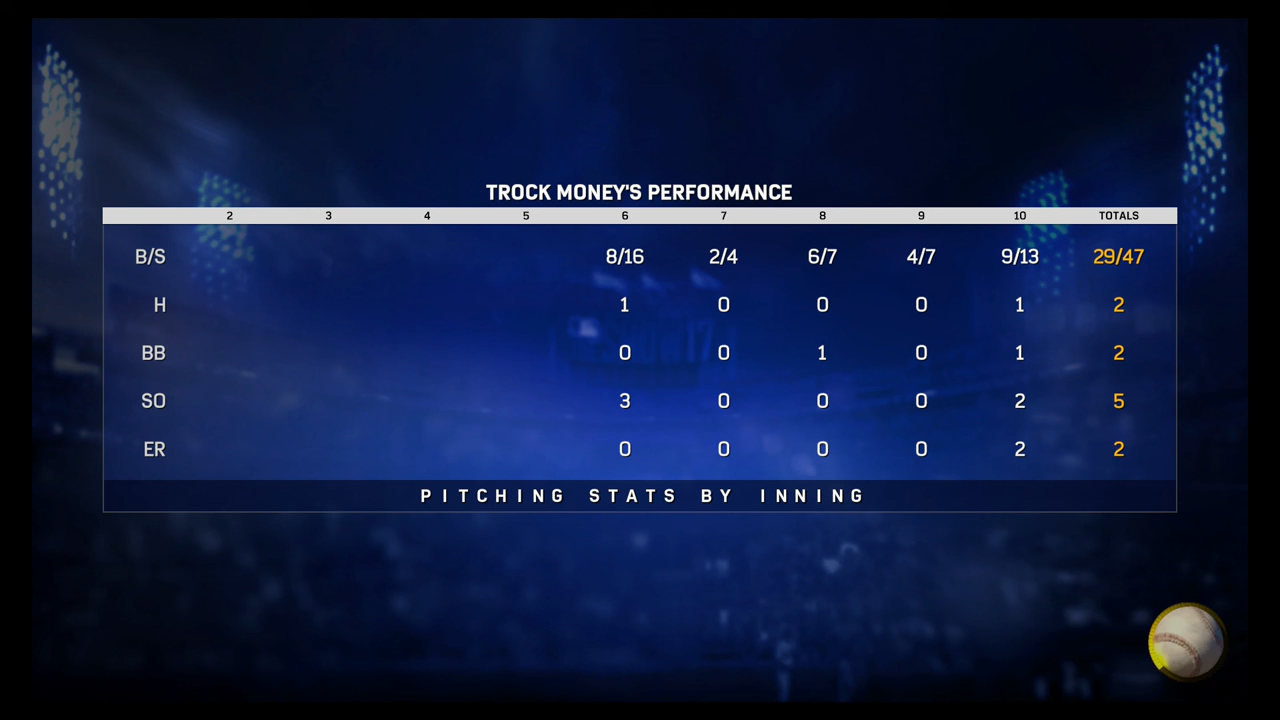 TROCK MONEY'S PERFORMANCE
2 3 4 5 6 7 8 9 10 TOTALS
B/S 8/16 2/4 6/7 4/7 9/13 29/47
H 1 0 0 0 1 2
BB 0 0 1 0 1 2
SO 3 0 0 0 2 5
ER 0 0 0 0 2 2
PITCHING STATS BY INNING